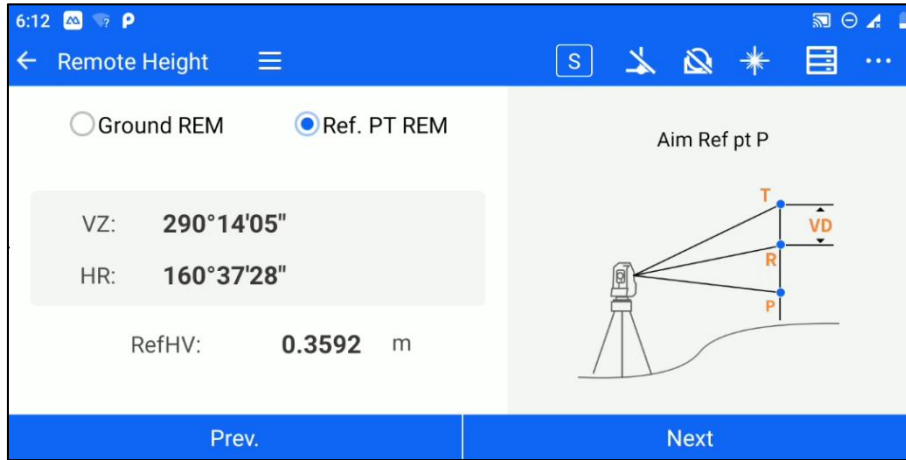 6:12
Remote Height
S
Ground REM
Ref. PT REM
VZ: 290°14'05"
HR: 160°37'28"
RefHV: 0.3592 m
Aim Ref pt P
T
VD
R
P
Prev.
Next